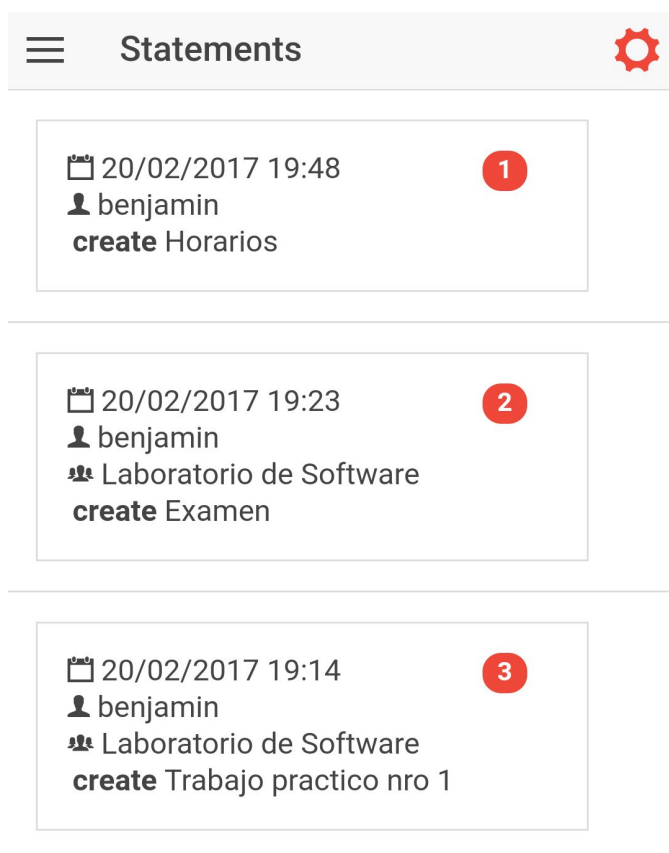 Statements
20/02/2017 19:48
1
benjamin
create Horarios
20/02/2017 19:23
2
benjamin
Laboratorio de Software
create Examen
20/02/2017 19:14
3
benjamin
Laboratorio de Software
create Trabajo practico nro 1